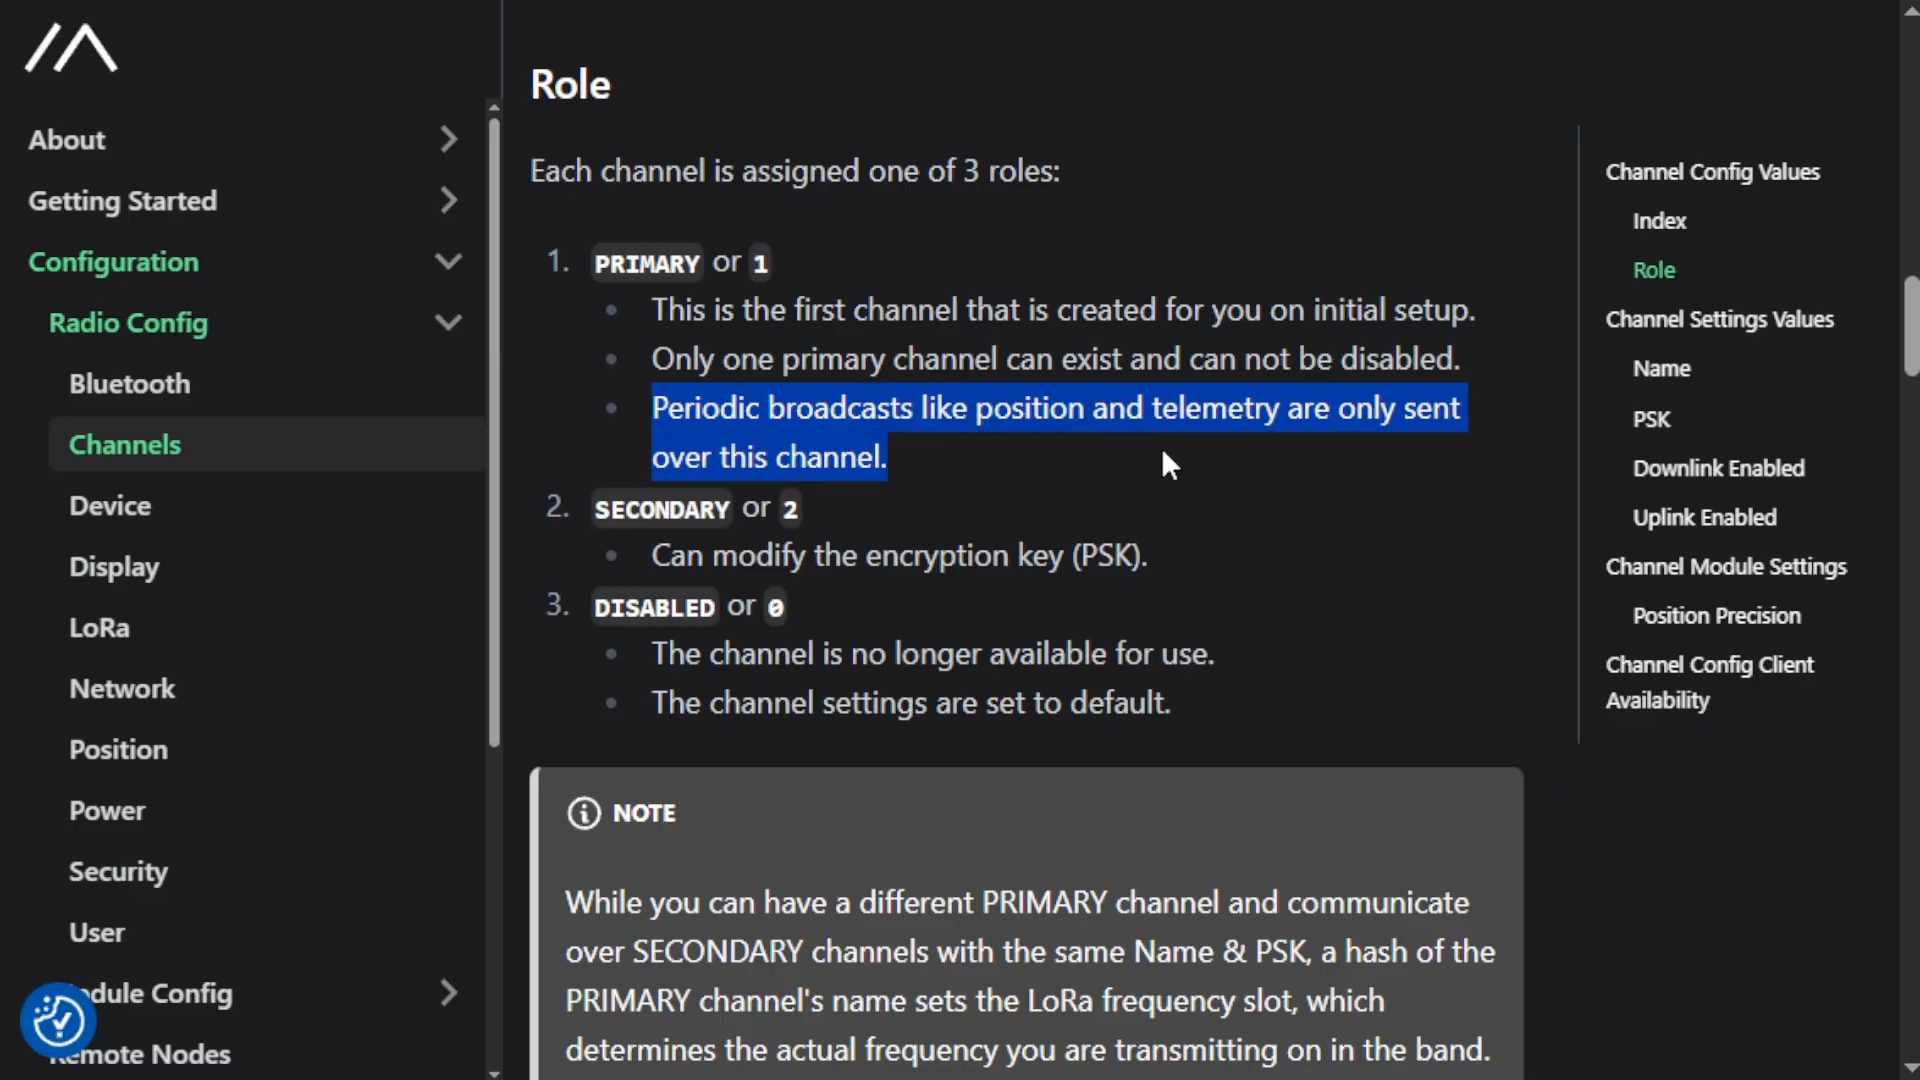 About
Getting Started
Configuration
Radio Config
Bluetooth
Channels
Device
Display
LoRa
Network
Position
Power
Security
User
odule Config
emote Nodes
Role
Each channel is assigned one of 3 roles:
1. PRIMARY or 1
This is the first channel that is created for you on initial setup.
Only one primary channel can exist and can not be disabled.
Periodic broadcasts like position and telemetry are only sent
over this channel.
2. SECONDARY or 2
Can modify the encryption key (PSK).
3. DISABLED or 0
The channel is no longer available for use.
The channel settings are set to default.
NOTE
While you can have a different PRIMARY channel and communicate
over SECONDARY channels with the same Name & PSK, a hash of the
PRIMARY channel's name sets the LoRa frequency slot, which
determines the actual frequency you are transmitting on in the band.
Channel Config Values
Index
Role
Channel Settings Values
Name
PSK
Downlink Enabled
Uplink Enabled
Channel Module Settings
Position Precision
Channel Config Client
Availability